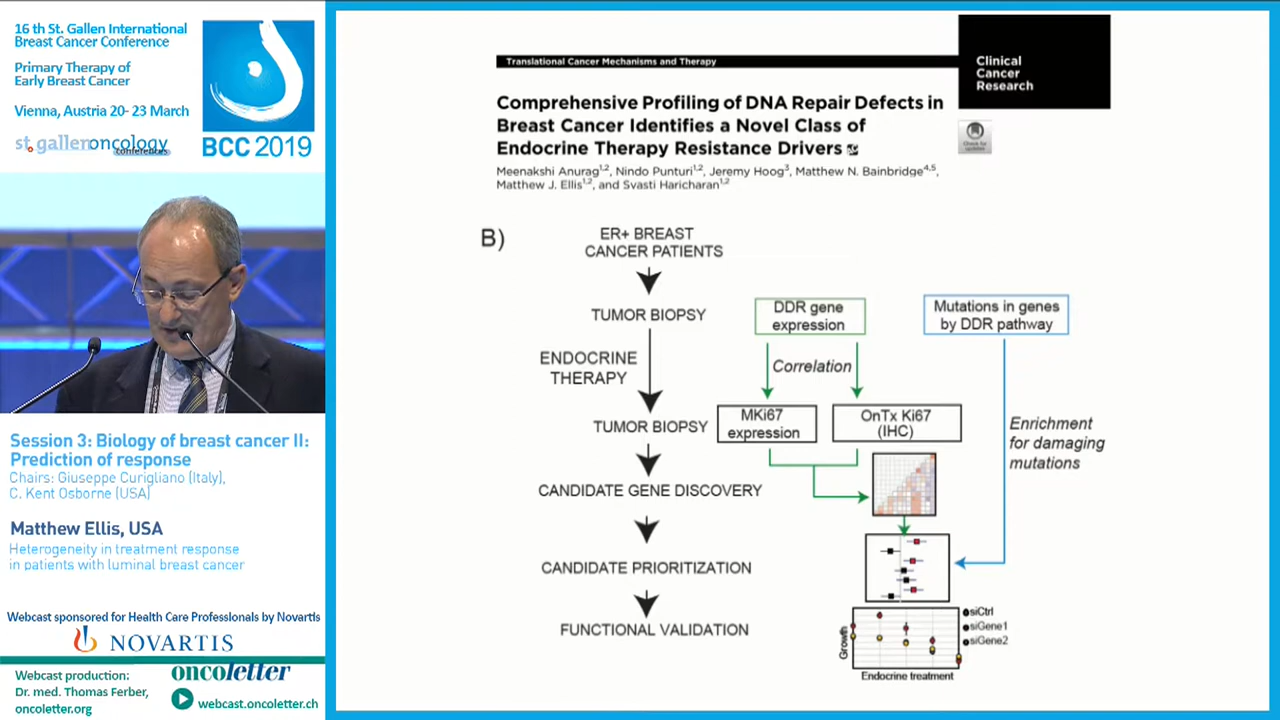 16 th St. Gallen International
Breast Cancer Conference
Primary Therapy of
Early Breast Cancer
Vienna, Austria 20- 23 March
st.gallenoncology
conferences
BCC 2019
Session 3: Biology of breast cancer II:
Prediction of response
Chairs: Giuseppe Curigliano (Italy),
C. Kent Osborne (USA)
Matthew Ellis, USA
Heterogeneity in treatment response
in patients with luminal breast cancer
Webcast sponsored for Health Care Professionals by Novartis
NOVARTIS
Webcast production:
Dr. med. Thomas Ferber,
oncoletter.org
oncoletter
webcast.oncoletter.ch
Translational Cancer Mechanisms and Therapy
Clinical
Cancer
Research
Comprehensive Profiling of DNA Repair Defects in
Breast Cancer Identifies a Novel Class of
Endocrine Therapy Resistance Drivers
Check for
updates
Meenakshi Anurag1,2, Nindo Punturi1,2, Jeremy Hoog3, Matthew N. Bainbridge4,5,
Matthew J. Ellis1,2, and Svasti Haricharan1,2
B)
ER+ BREAST
CANCER PATIENTS
TUMOR BIOPSY
ENDOCRINE
THERAPY
TUMOR BIOPSY
CANDIDATE GENE DISCOVERY
CANDIDATE PRIORITIZATION
FUNCTIONAL VALIDATION
DDR gene
expression
Correlation
MKi67
expression
OnTx Ki67
(IHC)
Mutations in genes
by DDR pathway
Enrichment
for damaging
mutations
siCtrl
siGene1
siGene2
Growth
Endocrine treatment